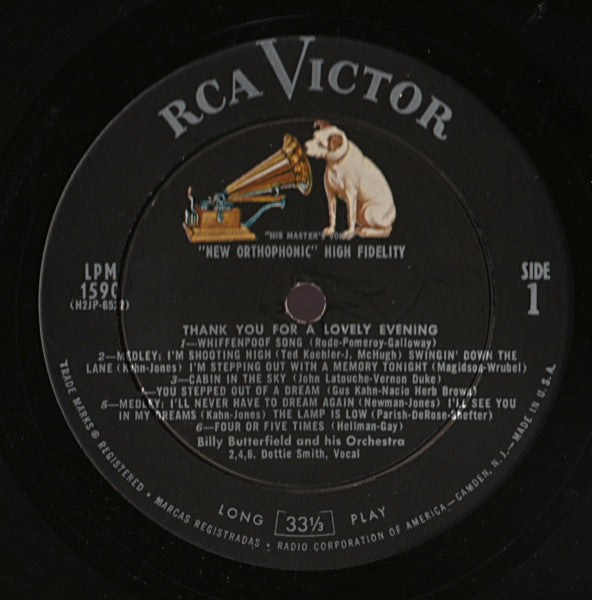 RCA VICTOR
"HIS MASTER'S VOICE"
"NEW ORTHOPHONIC" HIGH FIDELITY
LPM
1590
(H2JP-6522)
SIDE
1
THANK YOU FOR A LOVELY EVENING
1—WHIFFENPOOF SONG (Rode-Pomeroy-Galloway)
2—MEDLEY: I'M SHOOTING HIGH (Ted Koehler-J. McHugh) SWINGIN' DOWN THE
LANE (Kahn-Jones) I'M STEPPING OUT WITH A MEMORY TONIGHT (Magidson-Wrubel)
3—CABIN IN THE SKY (John Latouche-Vernon Duke)
4—YOU STEPPED OUT OF A DREAM (Gus Kahn-Nacio Herb Brown)
5—MEDLEY: I'LL NEVER HAVE TO DREAM AGAIN (Newman-Jones) I'LL SEE YOU
IN MY DREAMS (Kahn-Jones) THE LAMP IS LOW (Parish-DeRose-Shefter)
6—FOUR OR FIVE TIMES (Hellman-Gay)
Billy Butterfield and his Orchestra
2,4,6. Dottie Smith, Vocal
LONG 33⅓ PLAY
TRADE MARKS ® REGISTERED • MARCAS REGISTRADAS • RADIO CORPORATION OF AMERICA—CAMDEN, N.J.—MADE IN U.S.A.